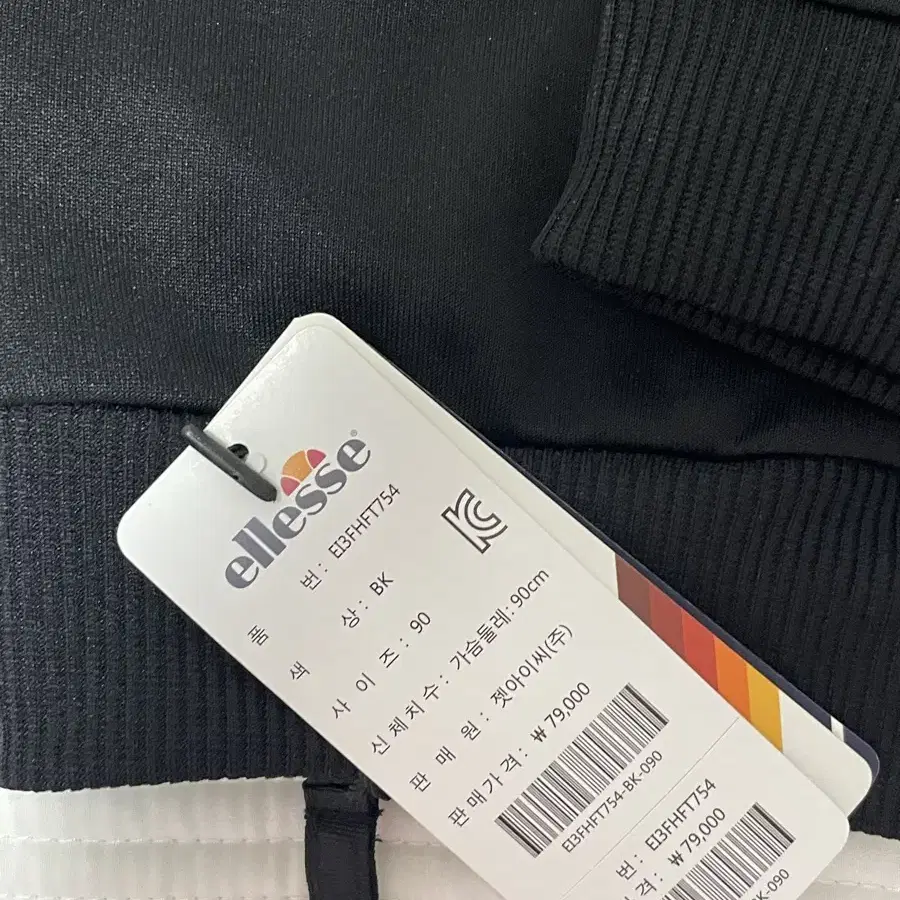 ellesse®
품 번 : EI3FHFT754
색 상 : BK
사 이 즈 : 90
신체치수 : 가슴둘레: 90cm
판 매 원 : 젯아이씨(주)
판매가격 : ₩ 79,000
EI3FHFT754-BK-090
번 : EI3FHFT754
격 : ₩ 79,000
BK-090